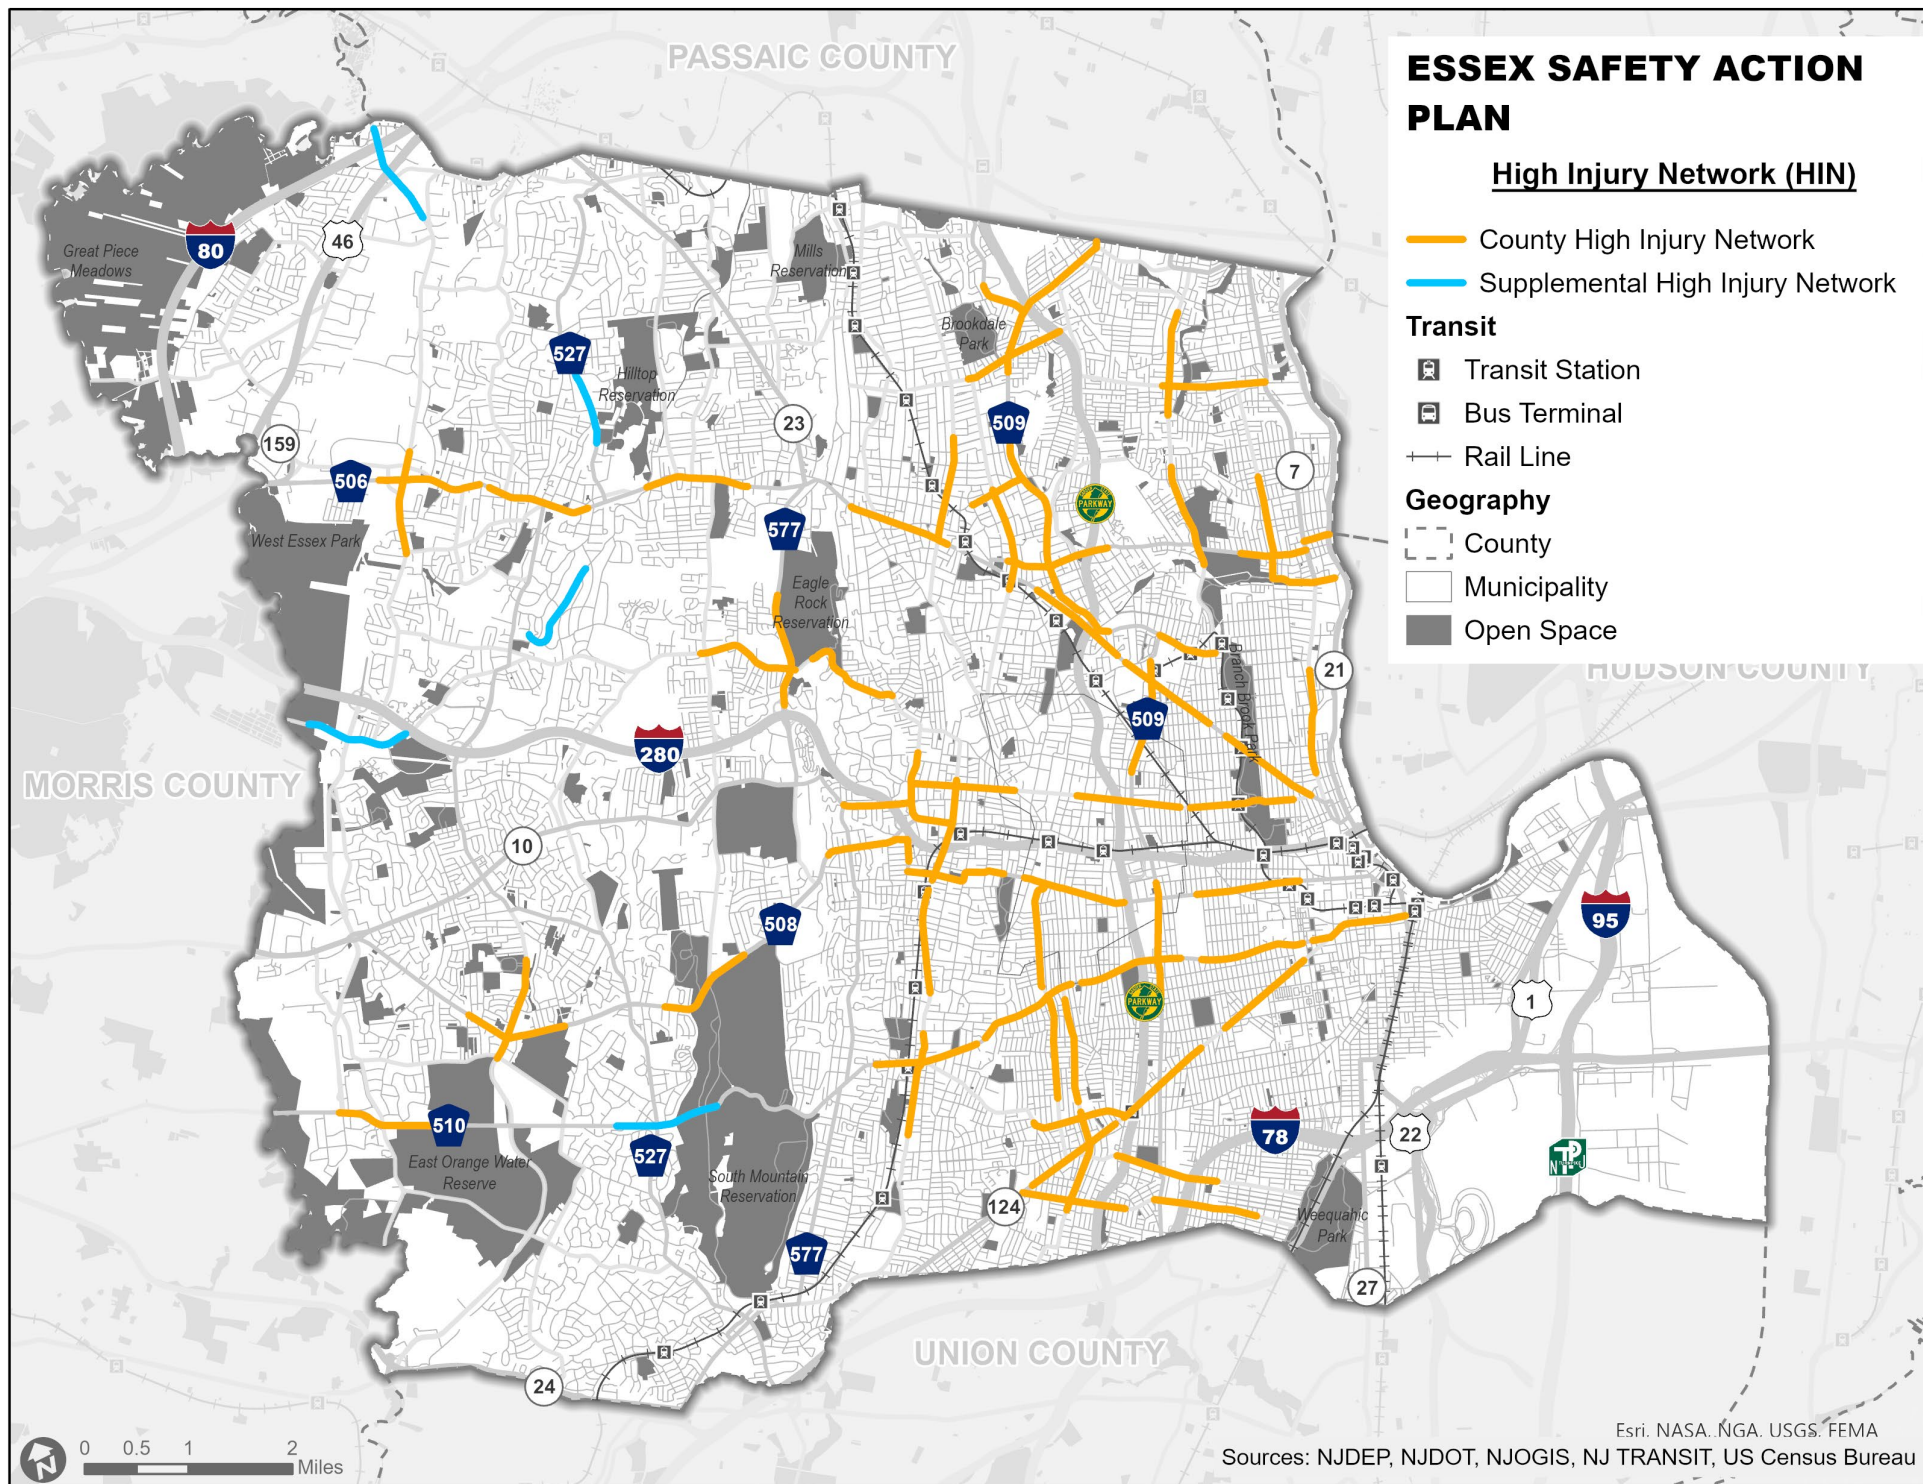 PASSAIC COUNTY
ESSEX SAFETY ACTION
PLAN
High Injury Network (HIN)
County High Injury Network
Supplemental High Injury Network
Transit
Transit Station
Bus Terminal
Rail Line
Geography
County
Municipality
Open Space
HUDSON COUNTY
MORRIS COUNTY
UNION COUNTY
Great Piece
Meadows
80
46
Mills
Reservation
Brookdale
Park
527
Hilltop
Reservation
23
509
159
506
7
PARKWAY
577
West Essex Park
Eagle
Rock
Reservation
21
Branch Brook Park
509
280
10
508
95
PARKWAY
1
510
527
78
22
East Orange Water
Reserve
South Mountain
Reservation
124
Weequahic
Park
577
27
24
0 0.5 1 2
Miles
N
Esri, NASA, NGA, USGS, FEMA
Sources: NJDEP, NJDOT, NJOGIS, NJ TRANSIT, US Census Bureau